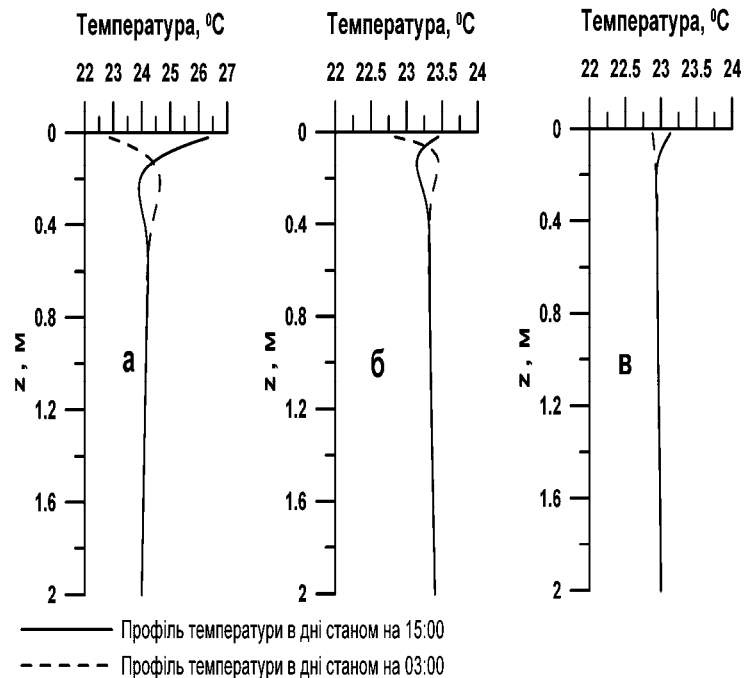 Температура, ⁰C
22 23 24 25 26 27
0
0.4
0.8
1.2
1.6
2
z , м
а
Температура, ⁰C
22 22.5 23 23.5 24
0
0.4
0.8
1.2
1.6
2
z , м
б
Температура, ⁰C
22 22.5 23 23.5 24
0
0.4
0.8
1.2
1.6
2
z , м
в
Профіль температури в дні станом на 15:00
Профіль температури в дні станом на 03:00